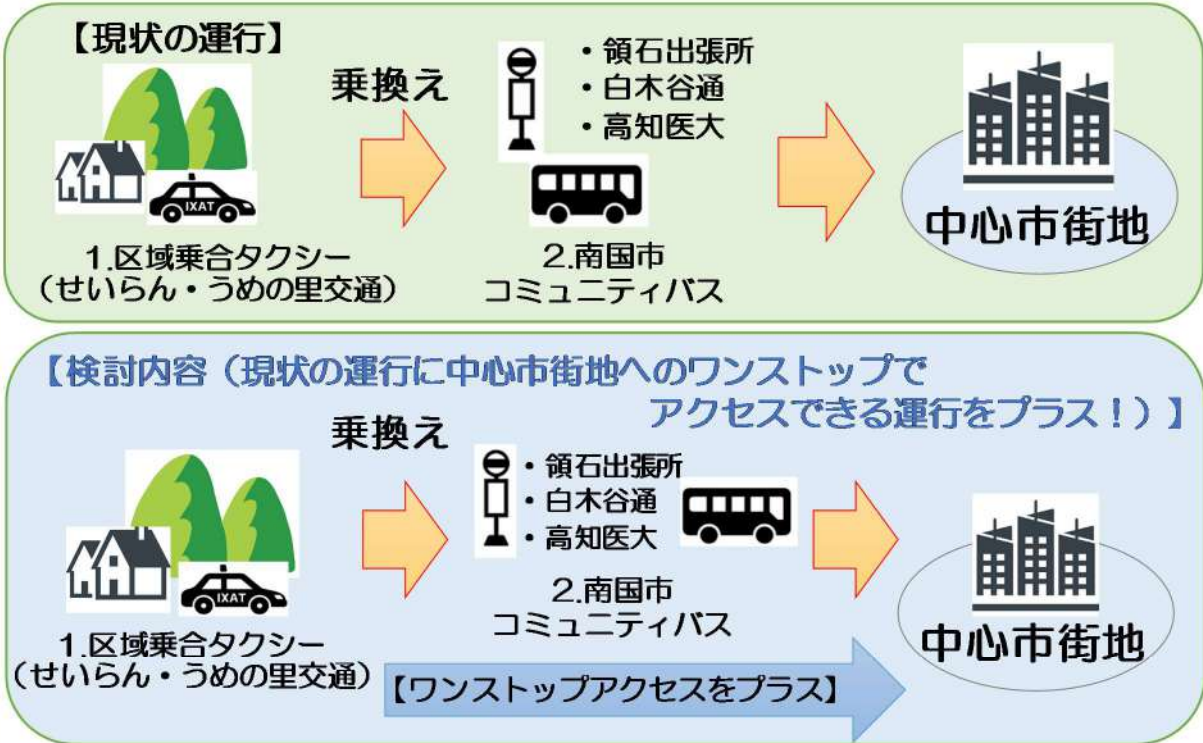 【現状の運行】
乗換え
・領石出張所
・白木谷通
・高知医大
IXAT
1.区域乗合タクシー
(せいらん・うめの里交通)
2.南国市
コミュニティバス
中心市街地
【検討内容(現状の運行に中心市街地へのワンストップで
アクセスできる運行をプラス!)】
乗換え
・領石出張所
・白木谷通
・高知医大
IXAT
1.区域乗合タクシー
(せいらん・うめの里交通)
2.南国市
コミュニティバス
【ワンストップアクセスをプラス】
中心市街地